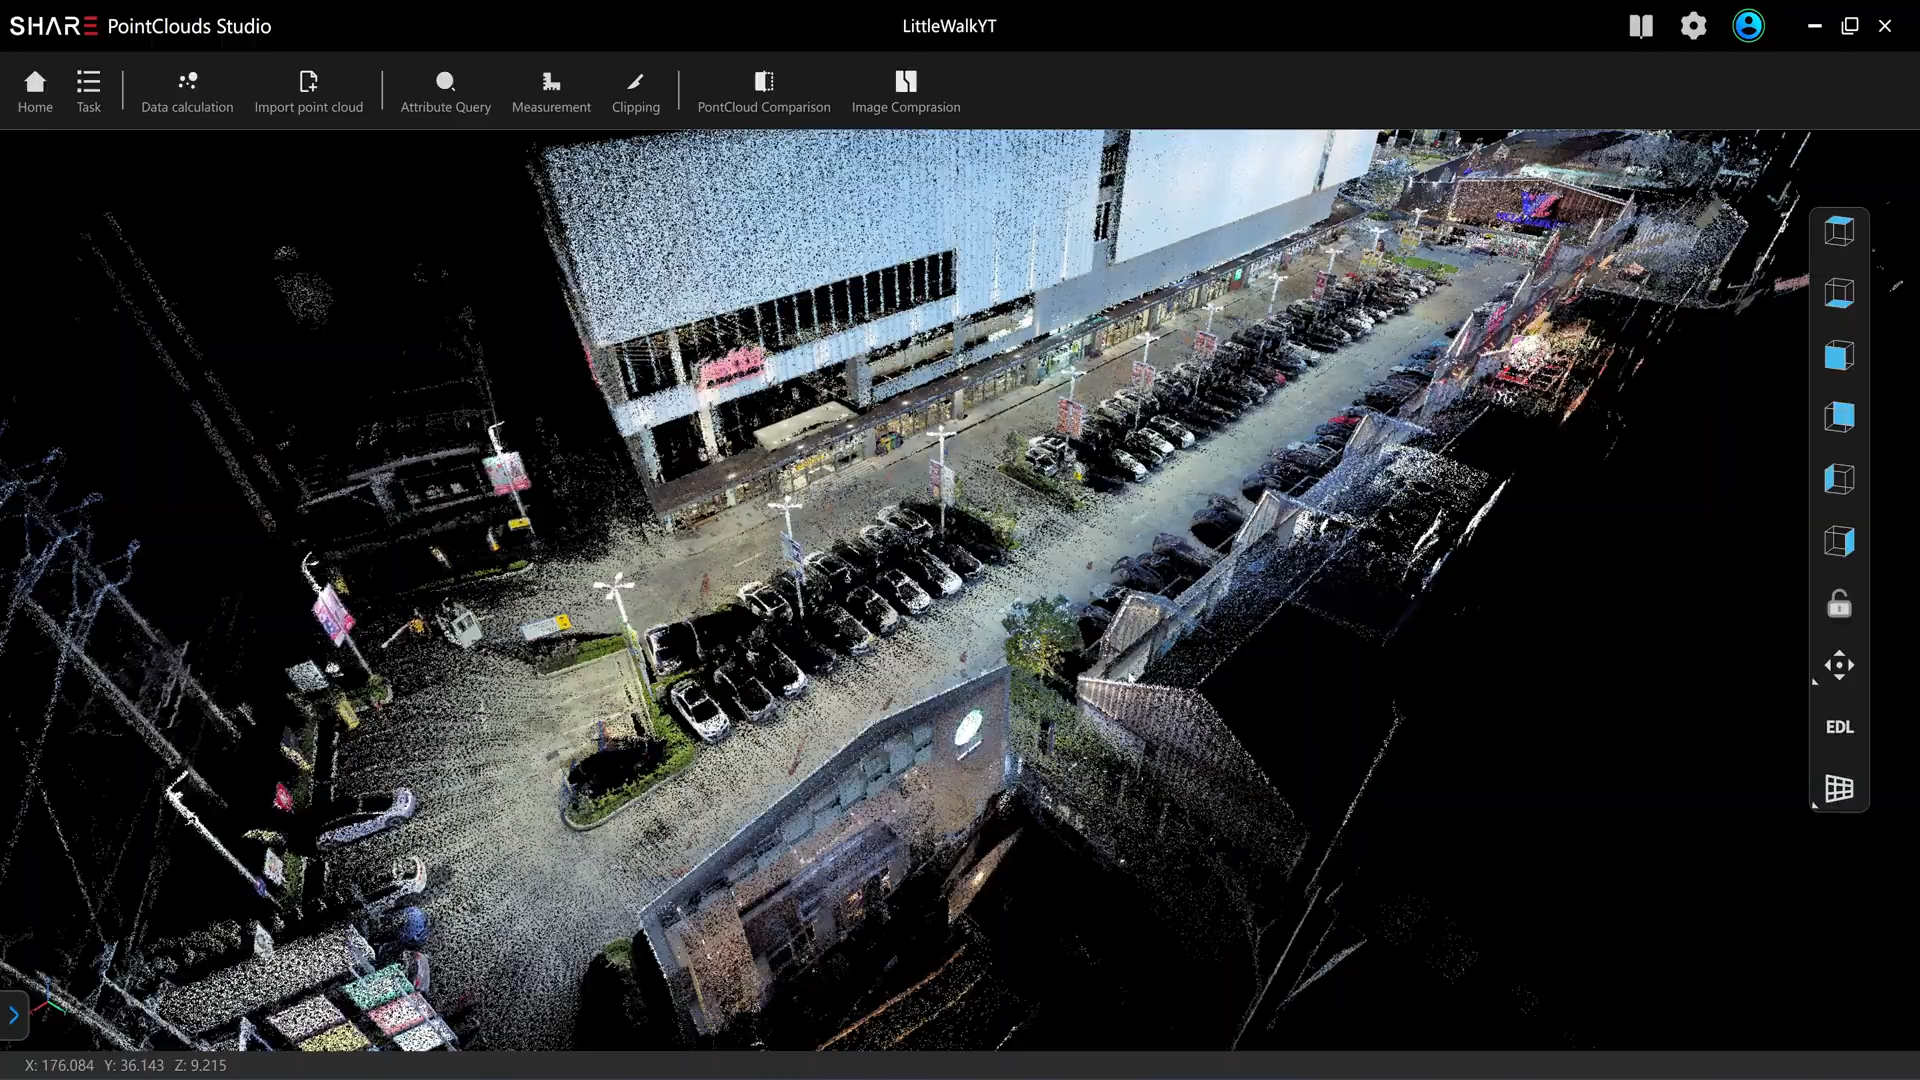 SHARE PointClouds Studio
LittleWalkYT
Home
Task
Data calculation
Import point cloud
Attribute Query
Measurement
Clipping
PontCloud Comparison
Image Comprasion
EDL
X: 176.084 Y: 36.143 Z: 9.215